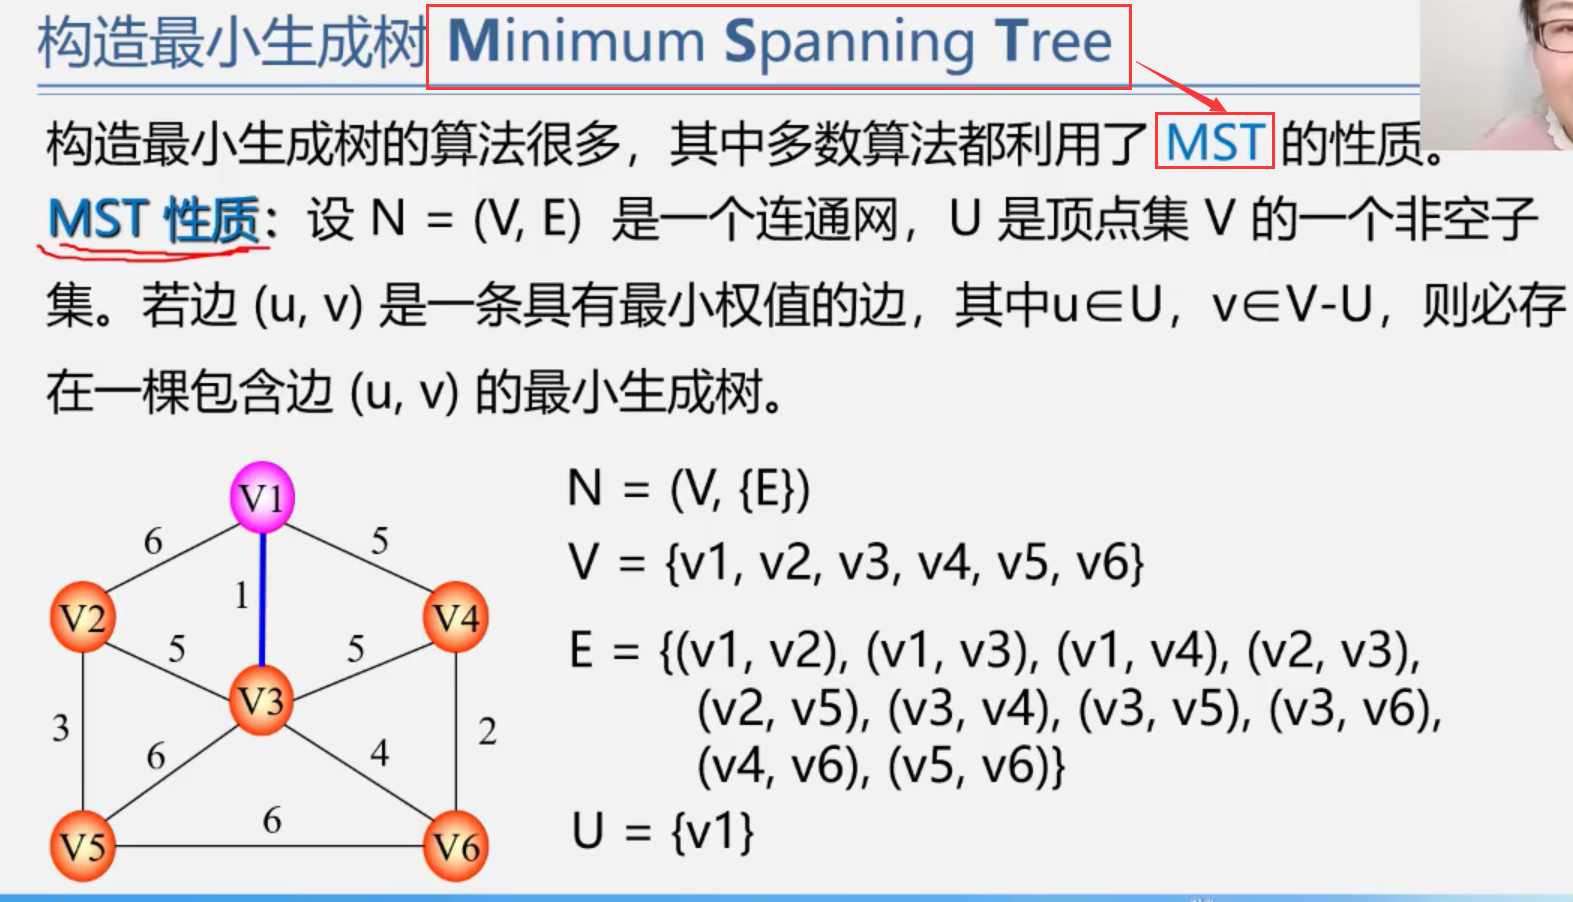 构造最小生成树 Minimum Spanning Tree
构造最小生成树的算法很多，其中多数算法都利用了 MST 的性质。
MST 性质：设 N = (V, E) 是一个连通网，U 是顶点集 V 的一个非空子
集。若边 (u, v) 是一条具有最小权值的边，其中u∈U，v∈V-U，则必存
在一棵包含边 (u, v) 的最小生成树。
V1
6
5
1
V2
V4
5
5
V3
3
2
6
4
6
V5
V6
N = (V, {E})
V = {v1, v2, v3, v4, v5, v6}
E = {(v1, v2), (v1, v3), (v1, v4), (v2, v3),
(v2, v5), (v3, v4), (v3, v5), (v3, v6),
(v4, v6), (v5, v6)}
U = {v1}